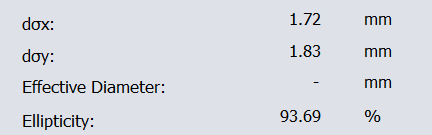 dσx: 1.72 mm
dσy: 1.83 mm
Effective Diameter: - mm
Ellipticity: 93.69 %